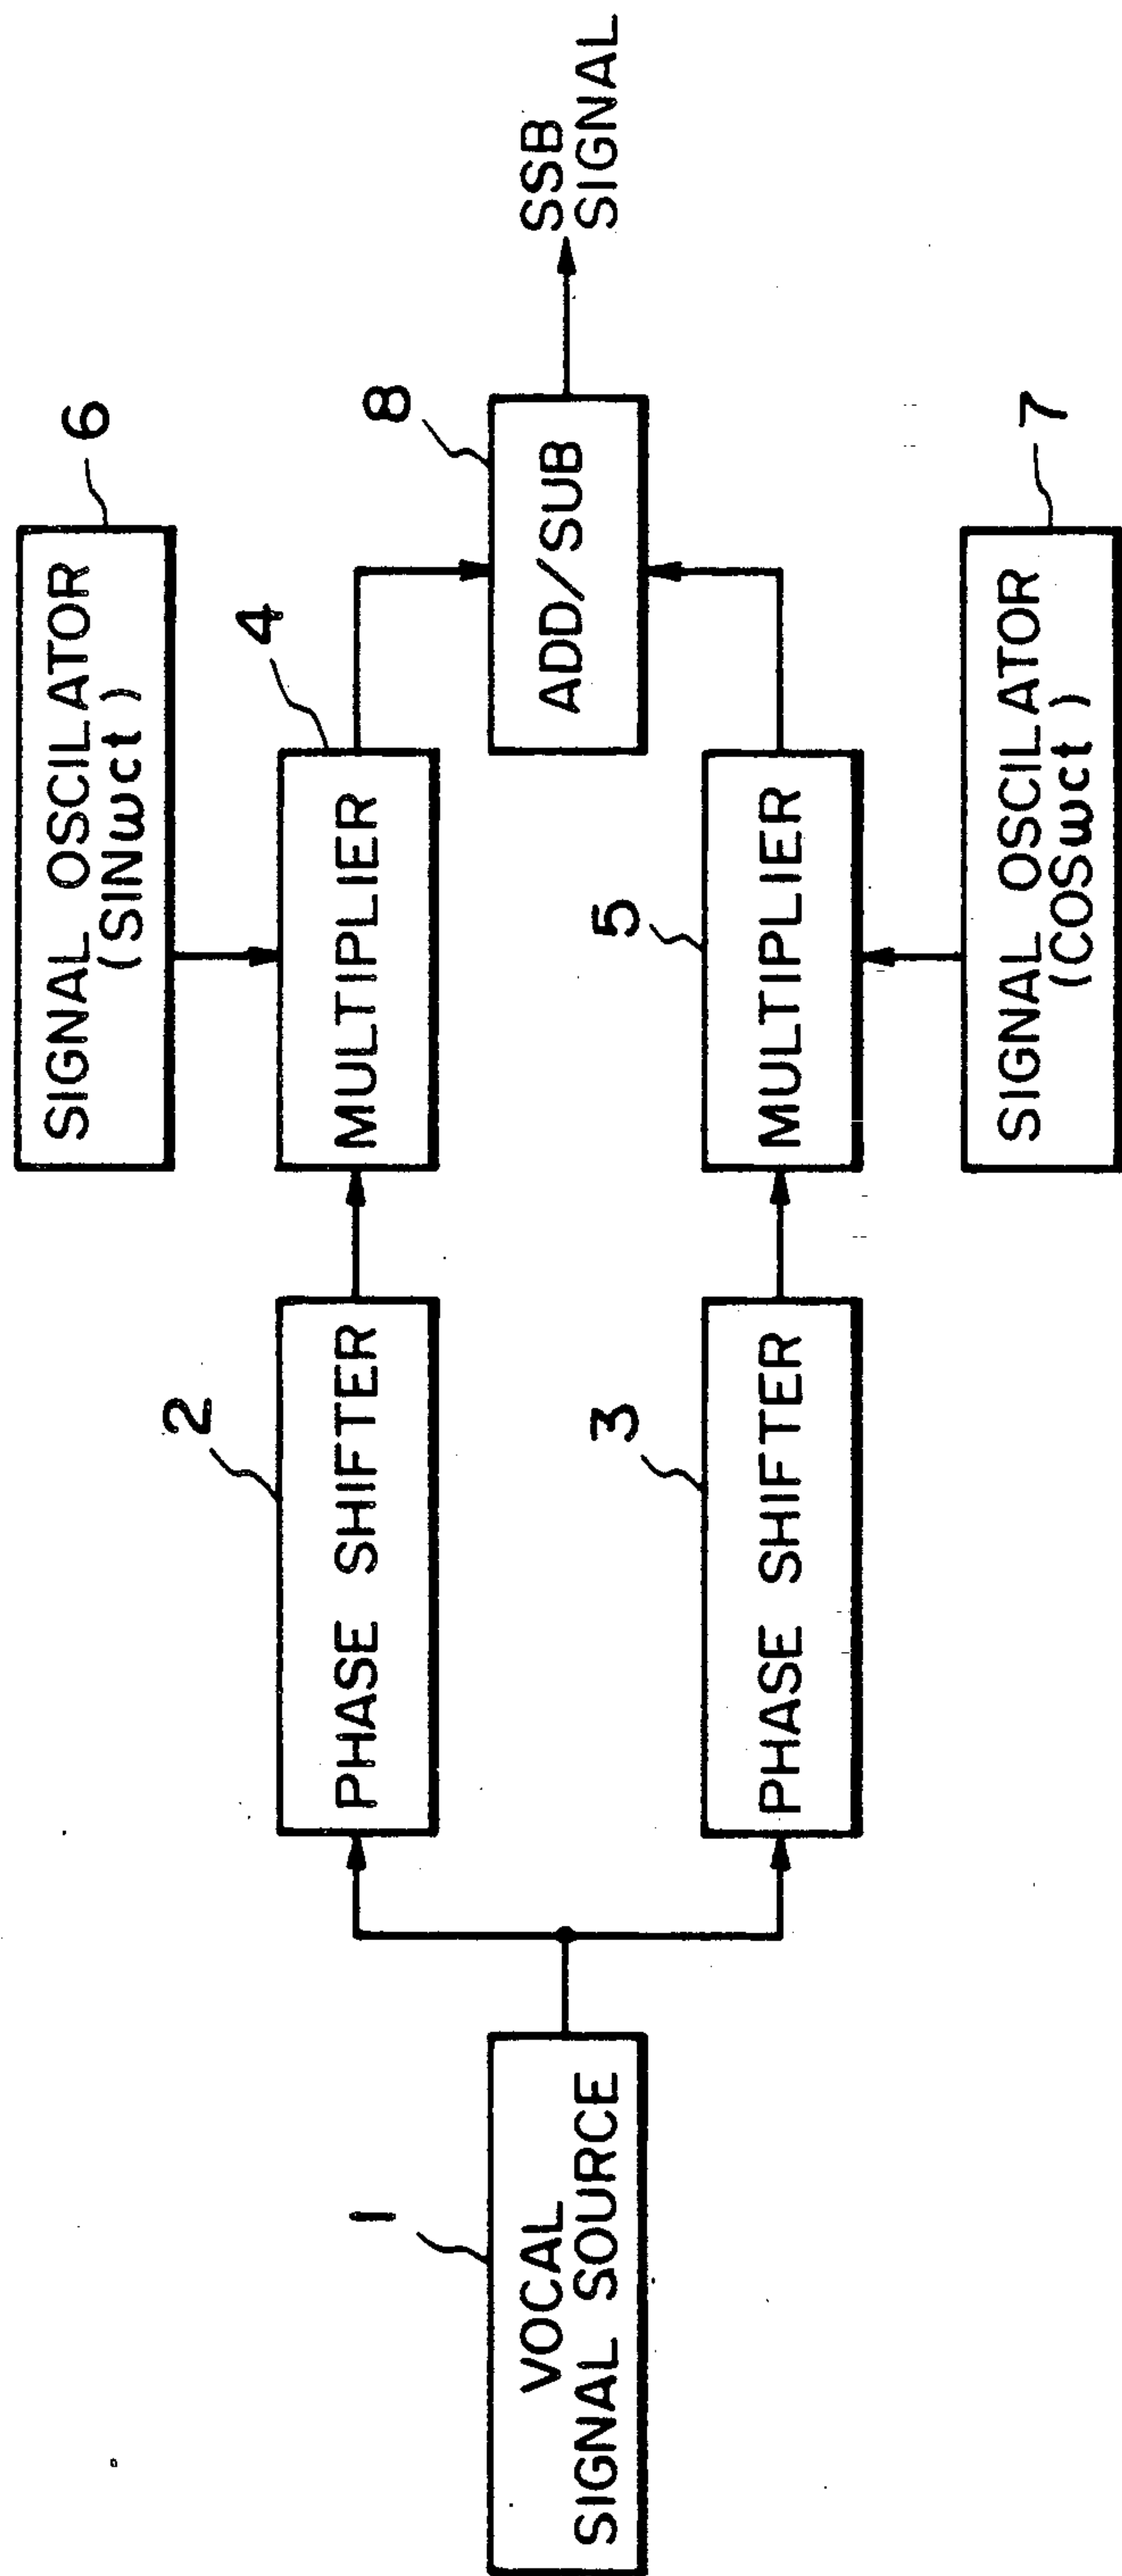 6
SIGNAL OSCILATOR
(SINωct)
2
PHASE SHIFTER
4
MULTIPLIER
1
VOCAL
SIGNAL SOURCE
8
ADD/SUB
SSB
SIGNAL
3
PHASE SHIFTER
5
MULTIPLIER
7
SIGNAL OSCILATOR
(COSωct)